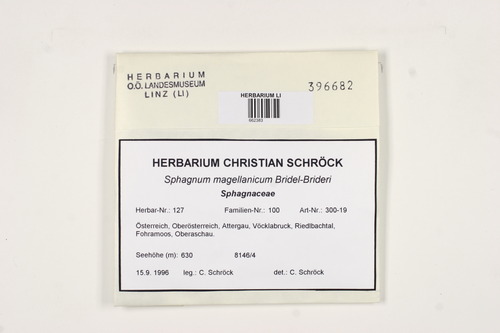 HERBARIUM
O.Ö. LANDESMUSEUM
LINZ (LI)
HERBARIUM LI
602383
396682
HERBARIUM CHRISTIAN SCHRÖCK
Sphagnum magellanicum Bridel-Brideri
Sphagnaceae
Herbar-Nr.: 127 Familien-Nr.: 100 Art-Nr.: 300-19
Österreich, Oberösterreich, Attergau, Vöcklabruck, Riedlbachtal,
Fohramoos, Oberaschau.
Seehöhe (m): 630 8146/4
15.9. 1996 leg.: C. Schröck det.: C. Schröck